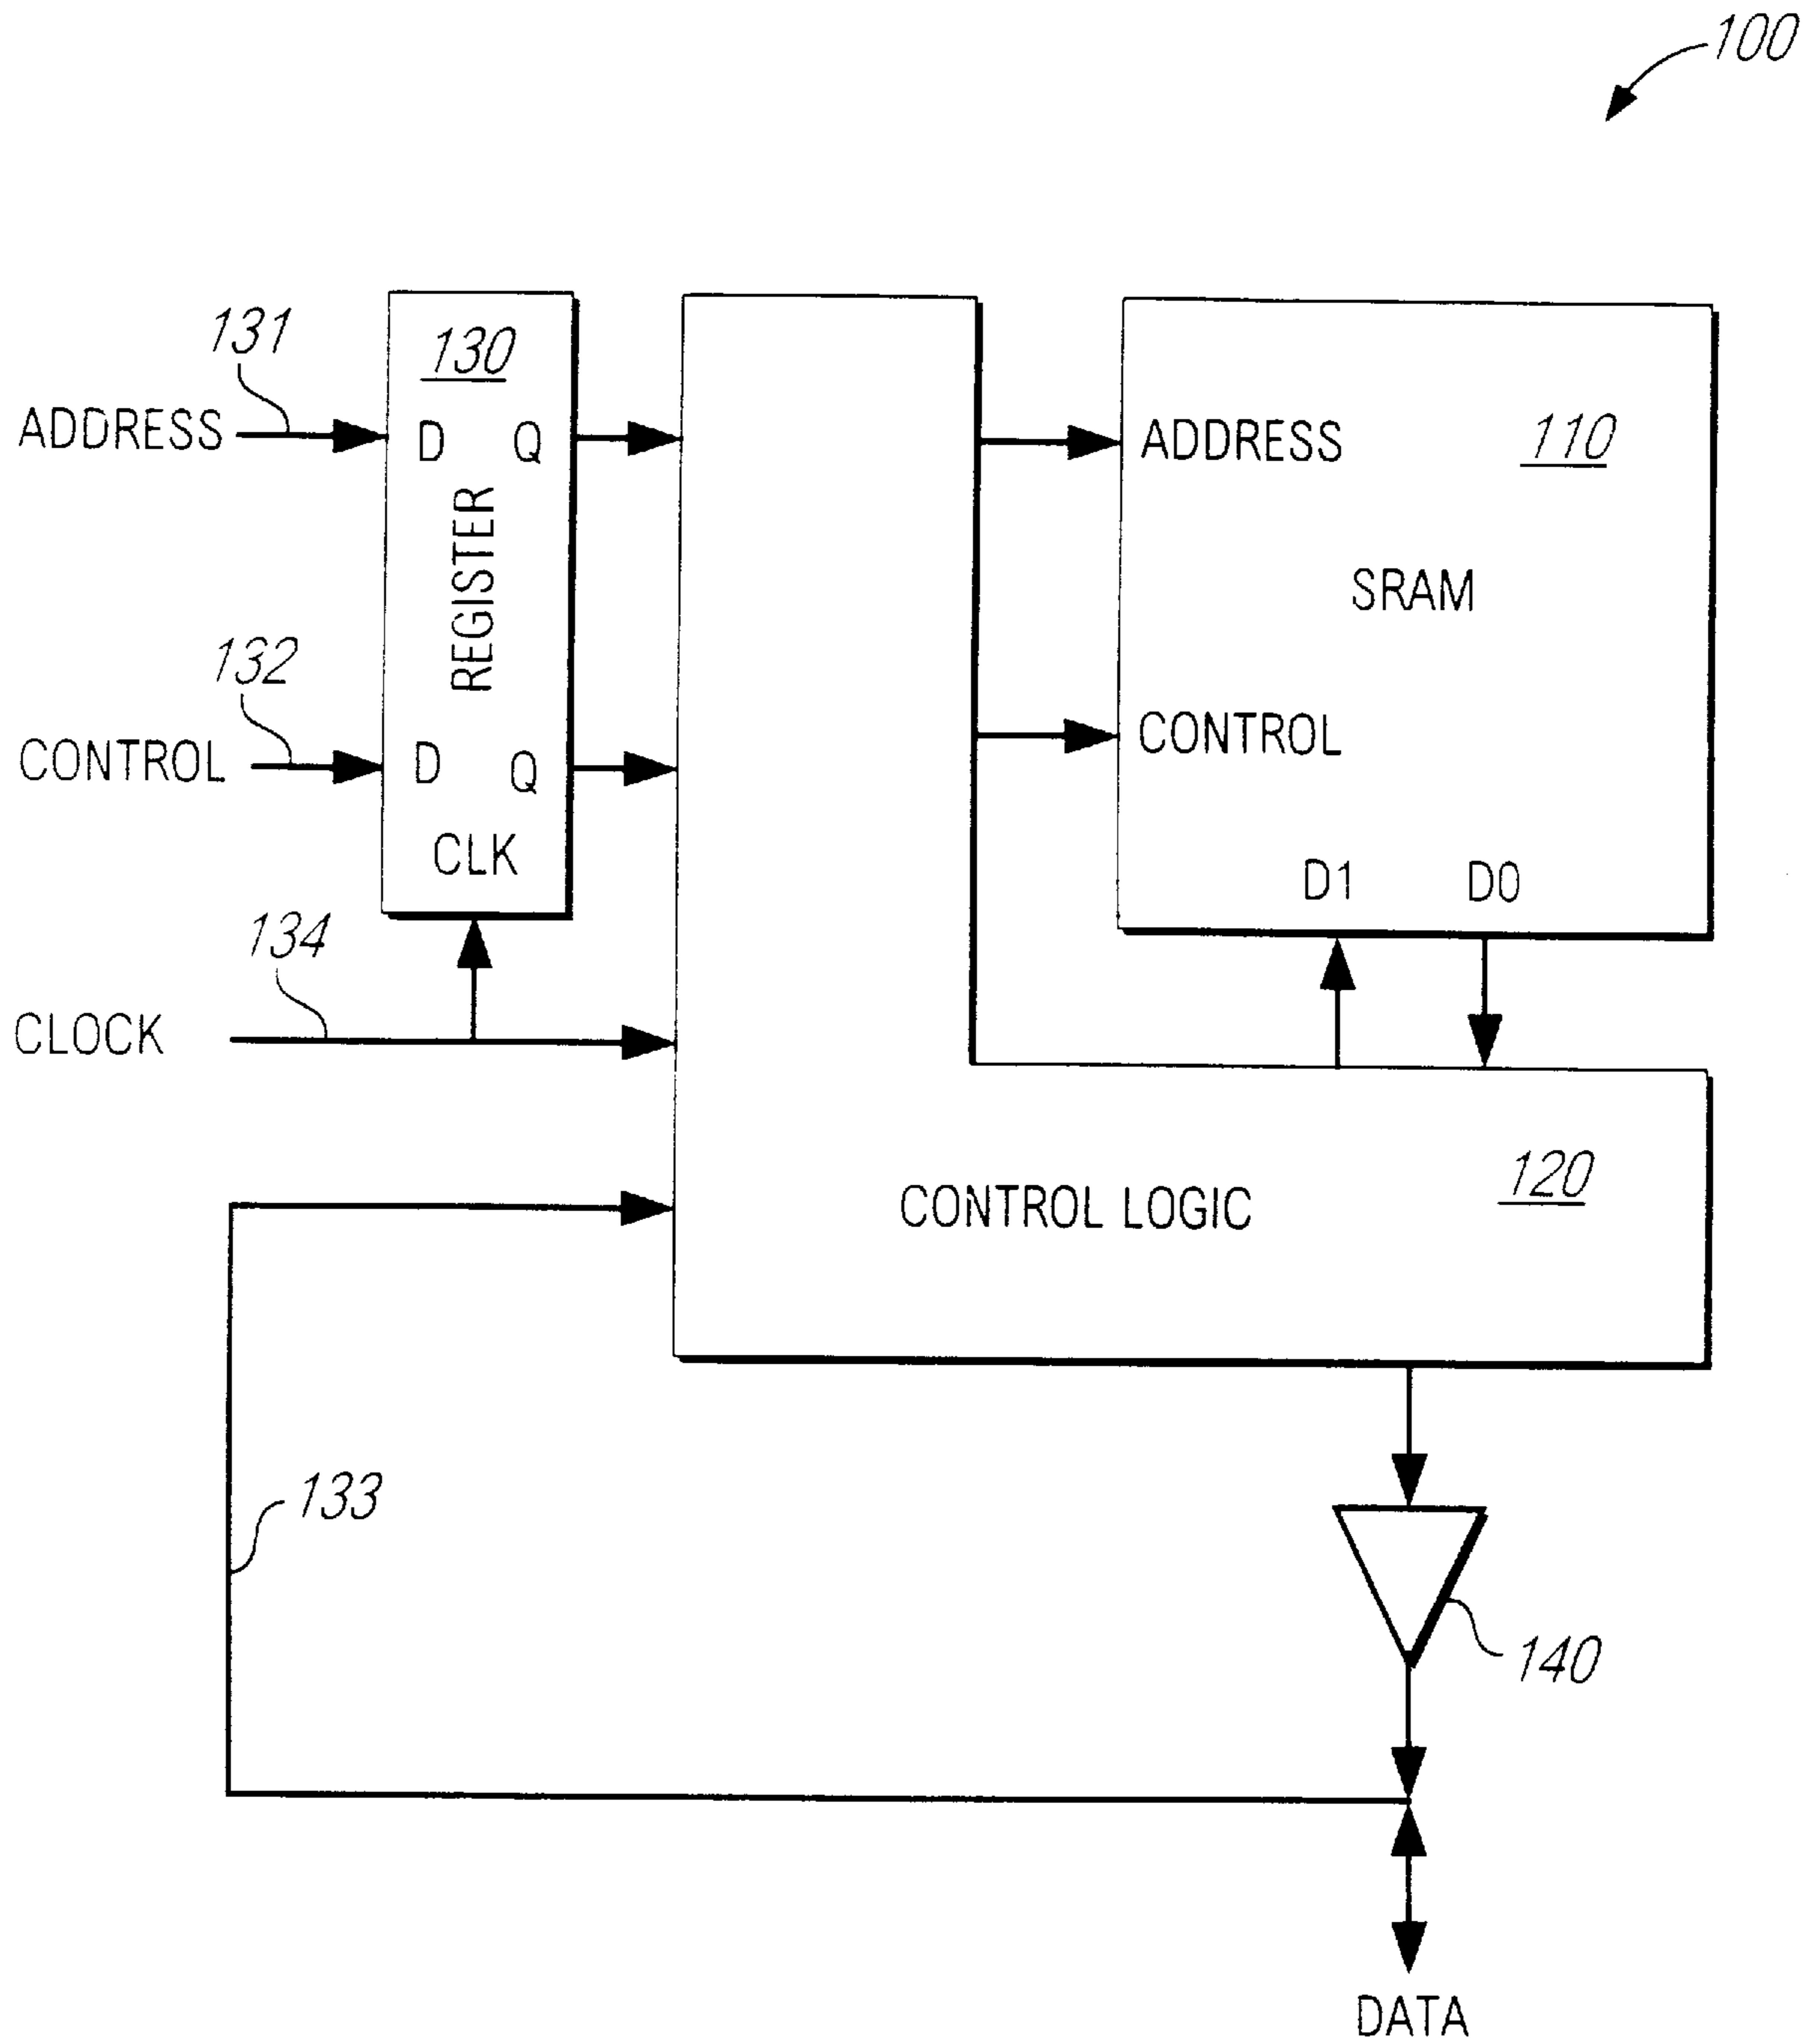 100
131
130
ADDRESS
D Q
ADDRESS
110
REGISTER
SRAM
132
CONTROL
D Q
CONTROL
CLK
D1 D0
134
CLOCK
120
CONTROL LOGIC
133
140
DATA